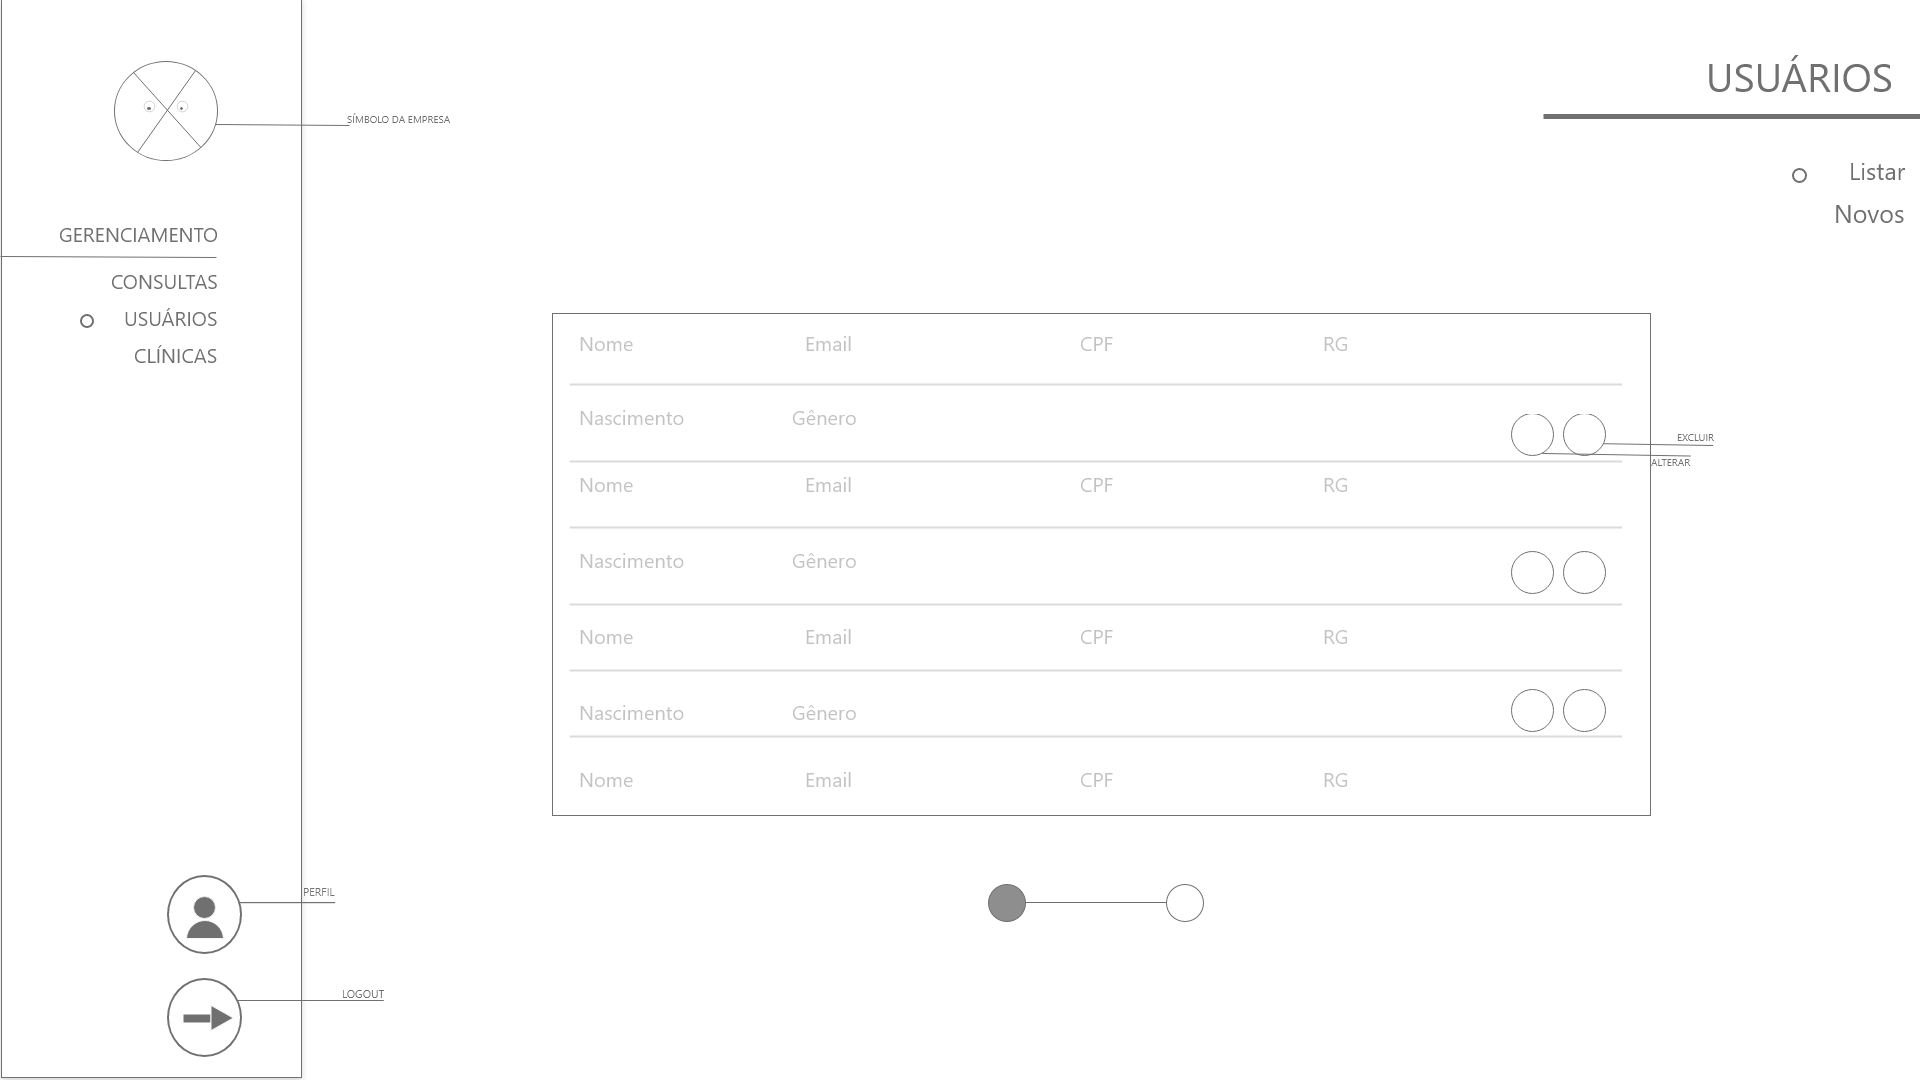 SÍMBOLO DA EMPRESA
GERENCIAMENTO
CONSULTAS
USUÁRIOS
CLÍNICAS
PERFIL
LOGOUT
USUÁRIOS
Listar
Novos
Nome Email CPF RG
Nascimento Gênero
EXCLUIR
ALTERAR
Nome Email CPF RG
Nascimento Gênero
Nome Email CPF RG
Nascimento Gênero
Nome Email CPF RG